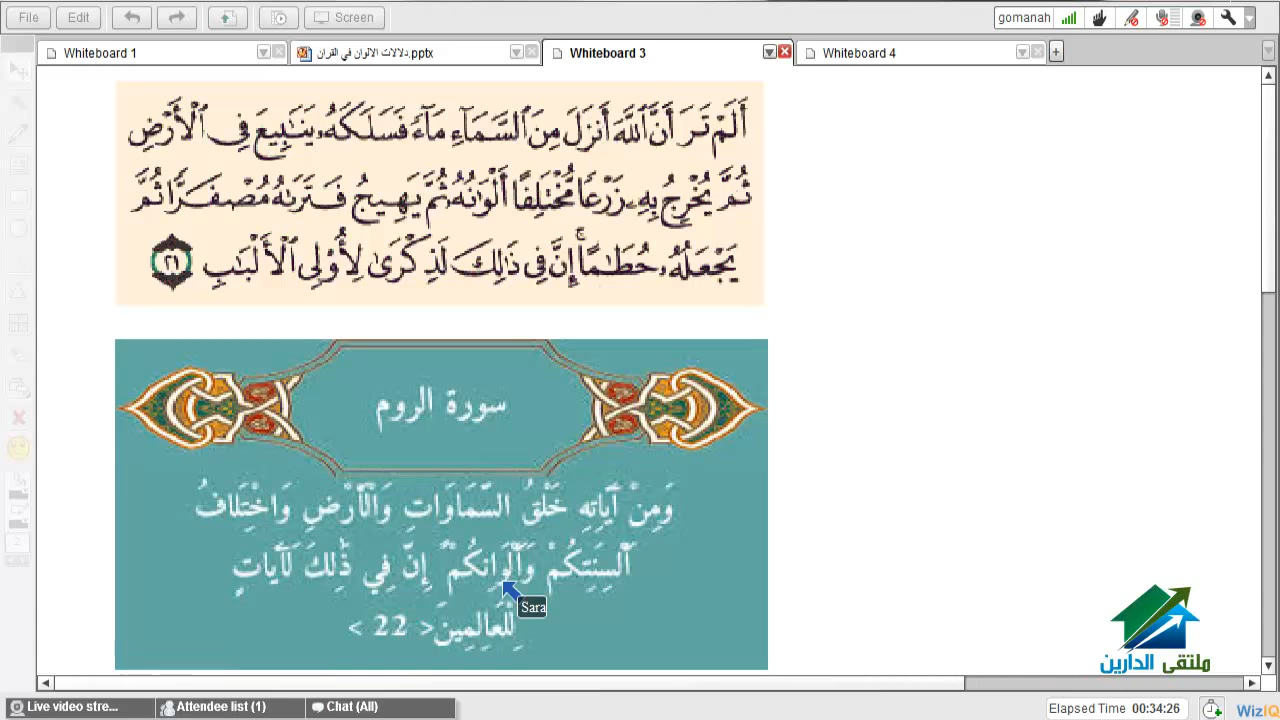 File Edit Screen gomanah
Whiteboard 1 دلالات الالوان في القران.pptx Whiteboard 3 Whiteboard 4 +
أَلَمْ تَرَ أَنَّ ٱللَّهَ أَنزَلَ مِنَ ٱلسَّمَآءِ مَآءً فَسَلَكَهُۥ يَنَـٰبِيعَ فِى ٱلْأَرْضِ
ثُمَّ يُخْرِجُ بِهِۦ زَرْعًا مُّخْتَلِفًا أَلْوَٰنُهُۥ ثُمَّ يَهِيجُ فَتَرَىٰهُ مُصْفَرًّا ثُمَّ
يَجْعَلُهُۥ حُطَـٰمًا ۚ إِنَّ فِى ذَٰلِكَ لَذِكْرَىٰ لِأُو۟لِى ٱلْأَلْبَـٰبِ ٢١
سورة الروم
وَمِنْ آيَاتِهِ خَلْقُ السَّمَاوَاتِ وَالْأَرْضِ وَاخْتِلَافُ
أَلْسِنَتِكُمْ وَأَلْوَانِكُمْ ۚ إِنَّ فِي ذَٰلِكَ لَآيَاتٍ
لِلْعَالِمِينَ< 22 >
Sara
ملتقى الدارين
Live video stre... Attendee list (1) Chat (All) Elapsed Time 00:34:26 WizIQ